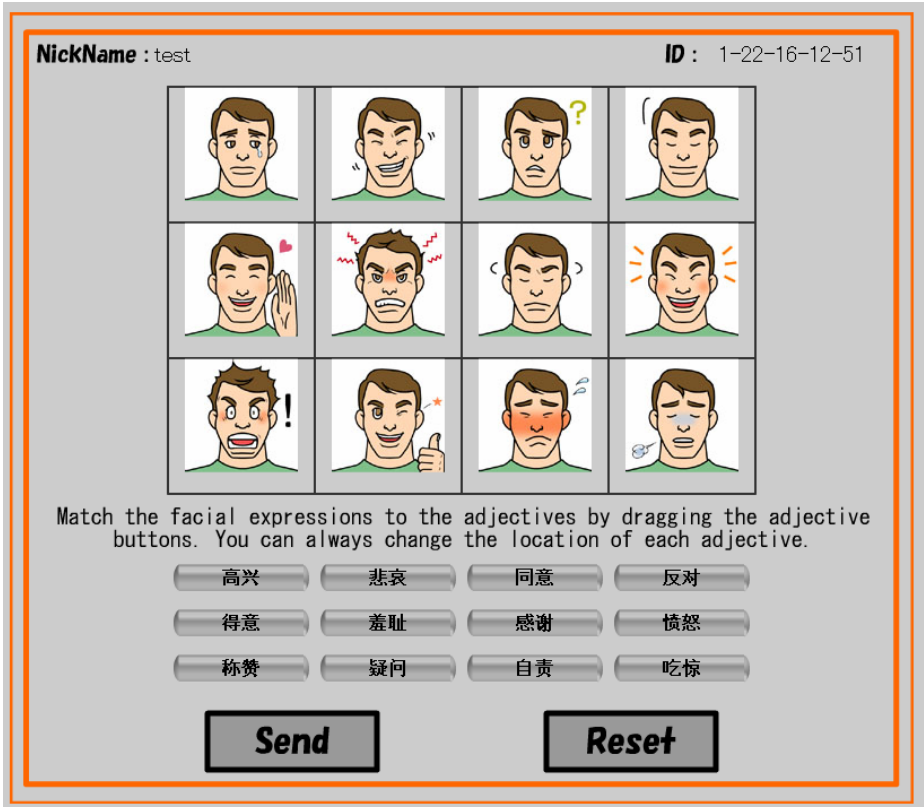 NickName : test ID : 1-22-16-12-51
?
!
Match the facial expressions to the adjectives by dragging the adjective
buttons. You can always change the location of each adjective.
高兴 悲哀 同意 反对
得意 羞耻 感谢 愤怒
称赞 疑问 自责 吃惊
Send Reset